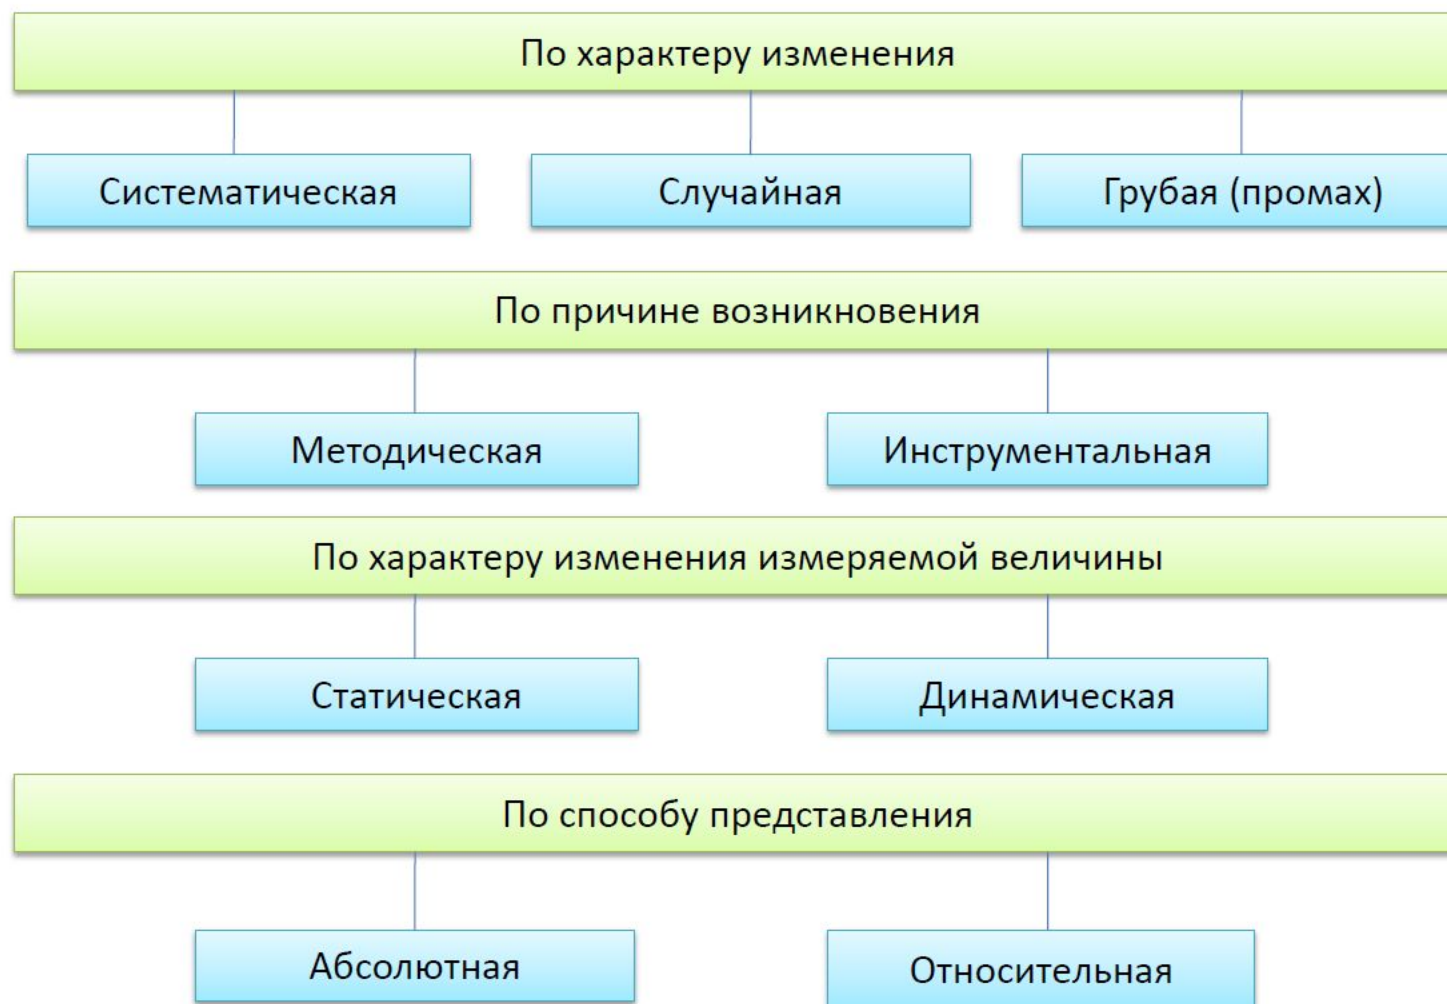 По характеру изменения
Систематическая
Случайная
Грубая (промах)
По причине возникновения
Методическая
Инструментальная
По характеру изменения измеряемой величины
Статическая
Динамическая
По способу представления
Абсолютная
Относительная